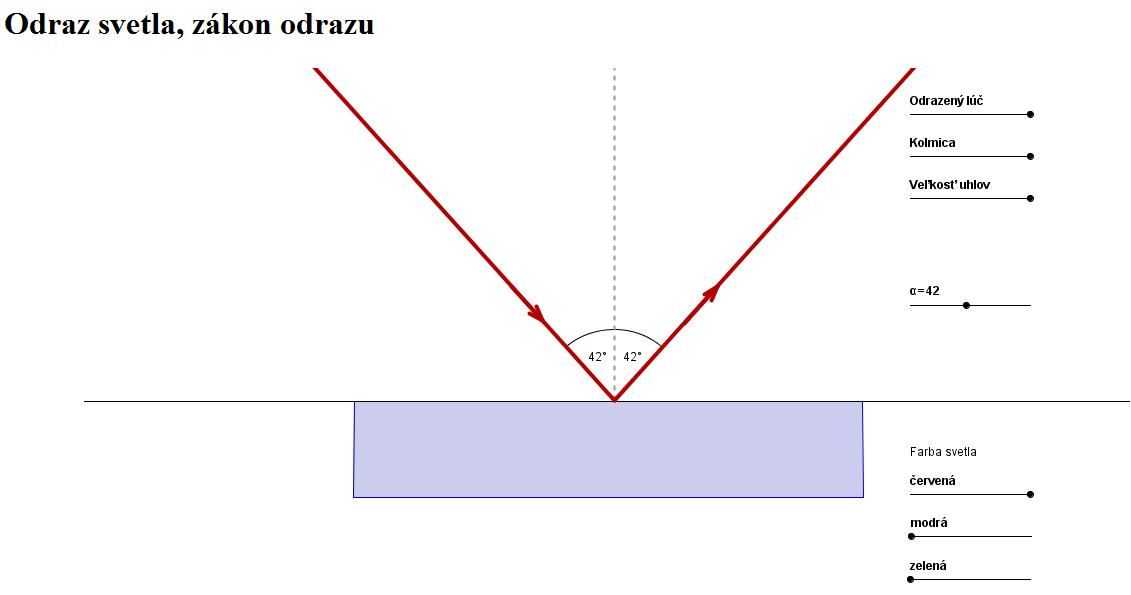 Odraz svetla, zákon odrazu
Odrazený lúč
Kolmica
Veľkosť uhlov
α=42
42° 42°
Farba svetla
červená
modrá
zelená